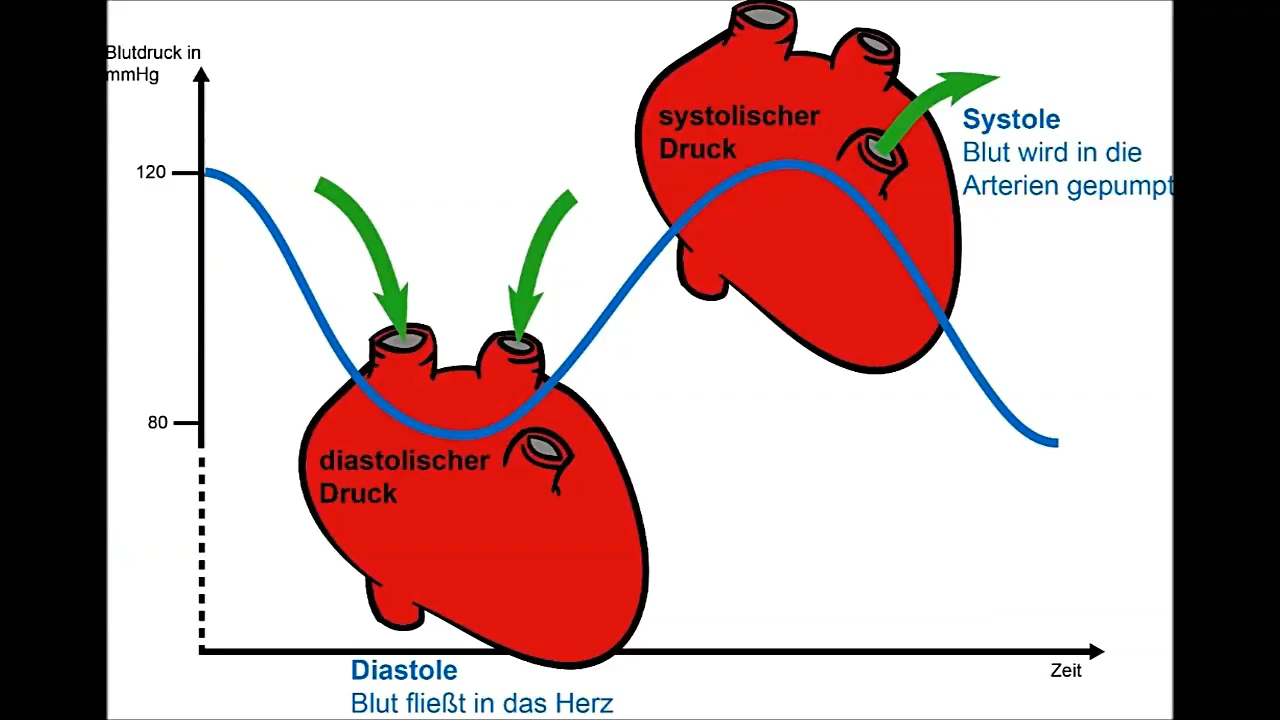 Blutdruck in
mmHg
120
80
systolischer
Druck
Systole
Blut wird in die
Arterien gepumpt
diastolischer
Druck
Zeit
Diastole
Blut fließt in das Herz